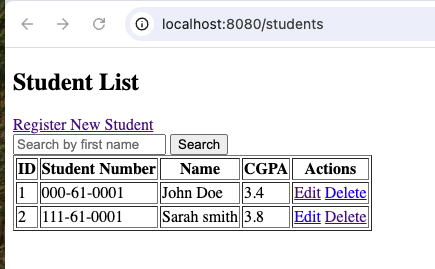 localhost:8080/students
Student List
Register New Student
Search by first name Search
ID Student Number Name CGPA Actions
1 000-61-0001 John Doe 3.4 Edit Delete
2 111-61-0001 Sarah smith 3.8 Edit Delete